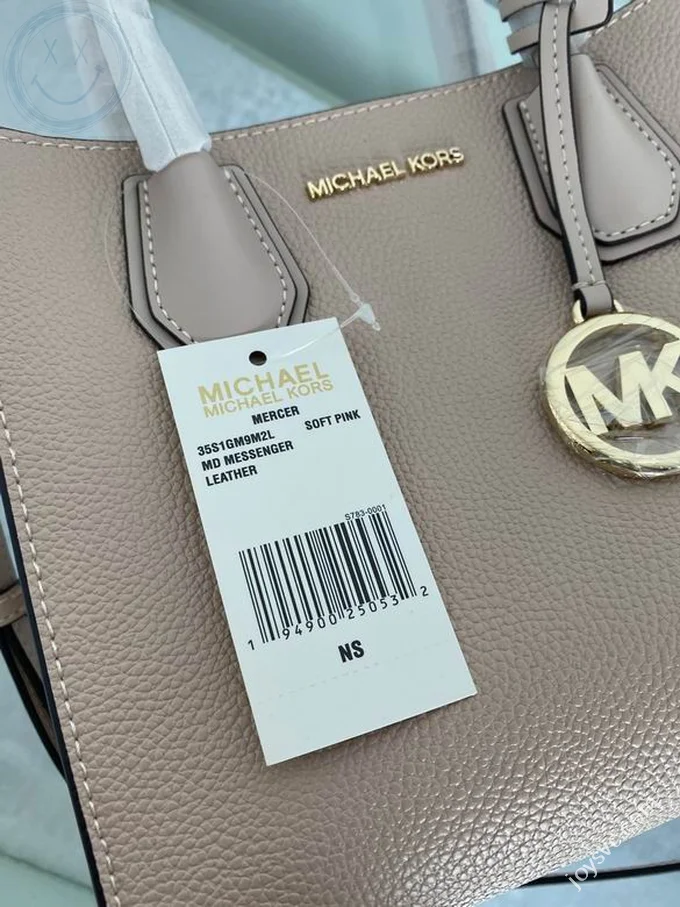 MICHAEL KORS
MK
MICHAEL
MICHAEL KORS
MERCER
35S1GM9M2L SOFT PINK
MD MESSENGER
LEATHER
S783-0001
1 94900 25053 2
NS